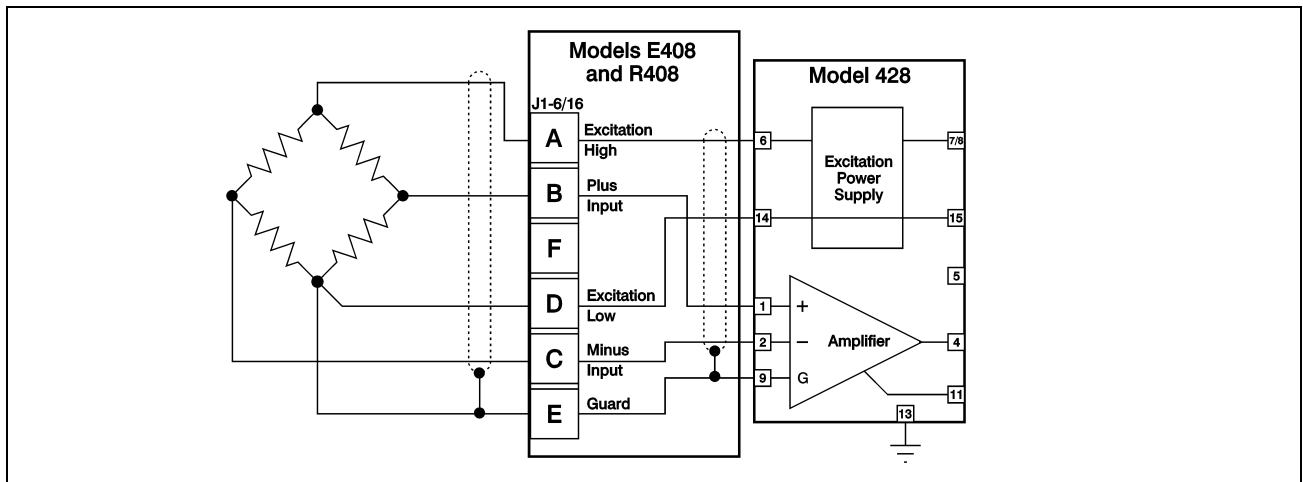 Models E408
and R408
Model 428
J1-6/16
A
Excitation
High
B
Plus
Input
F
D
Excitation
Low
C
Minus
Input
E
Guard
6
Excitation
Power
Supply
7/8
14
15
5
1
+
2
–
Amplifier
4
9
G
11
13